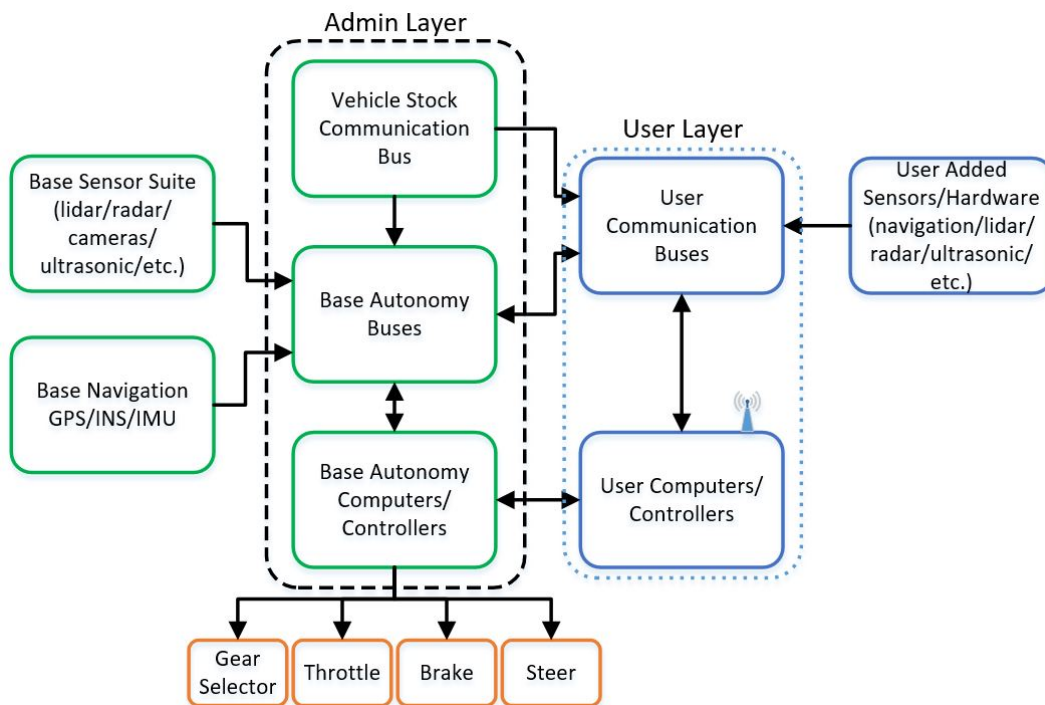 Admin Layer
Vehicle Stock
Communication
Bus
User Layer
Base Sensor Suite
(lidar/radar/
cameras/
ultrasonic/etc.)
User
Communication
Buses
User Added
Sensors/Hardware
(navigation/lidar/
radar/ultrasonic/
etc.)
Base Autonomy
Buses
Base Navigation
GPS/INS/IMU
Base Autonomy
Computers/
Controllers
User Computers/
Controllers
Gear
Selector
Throttle
Brake
Steer